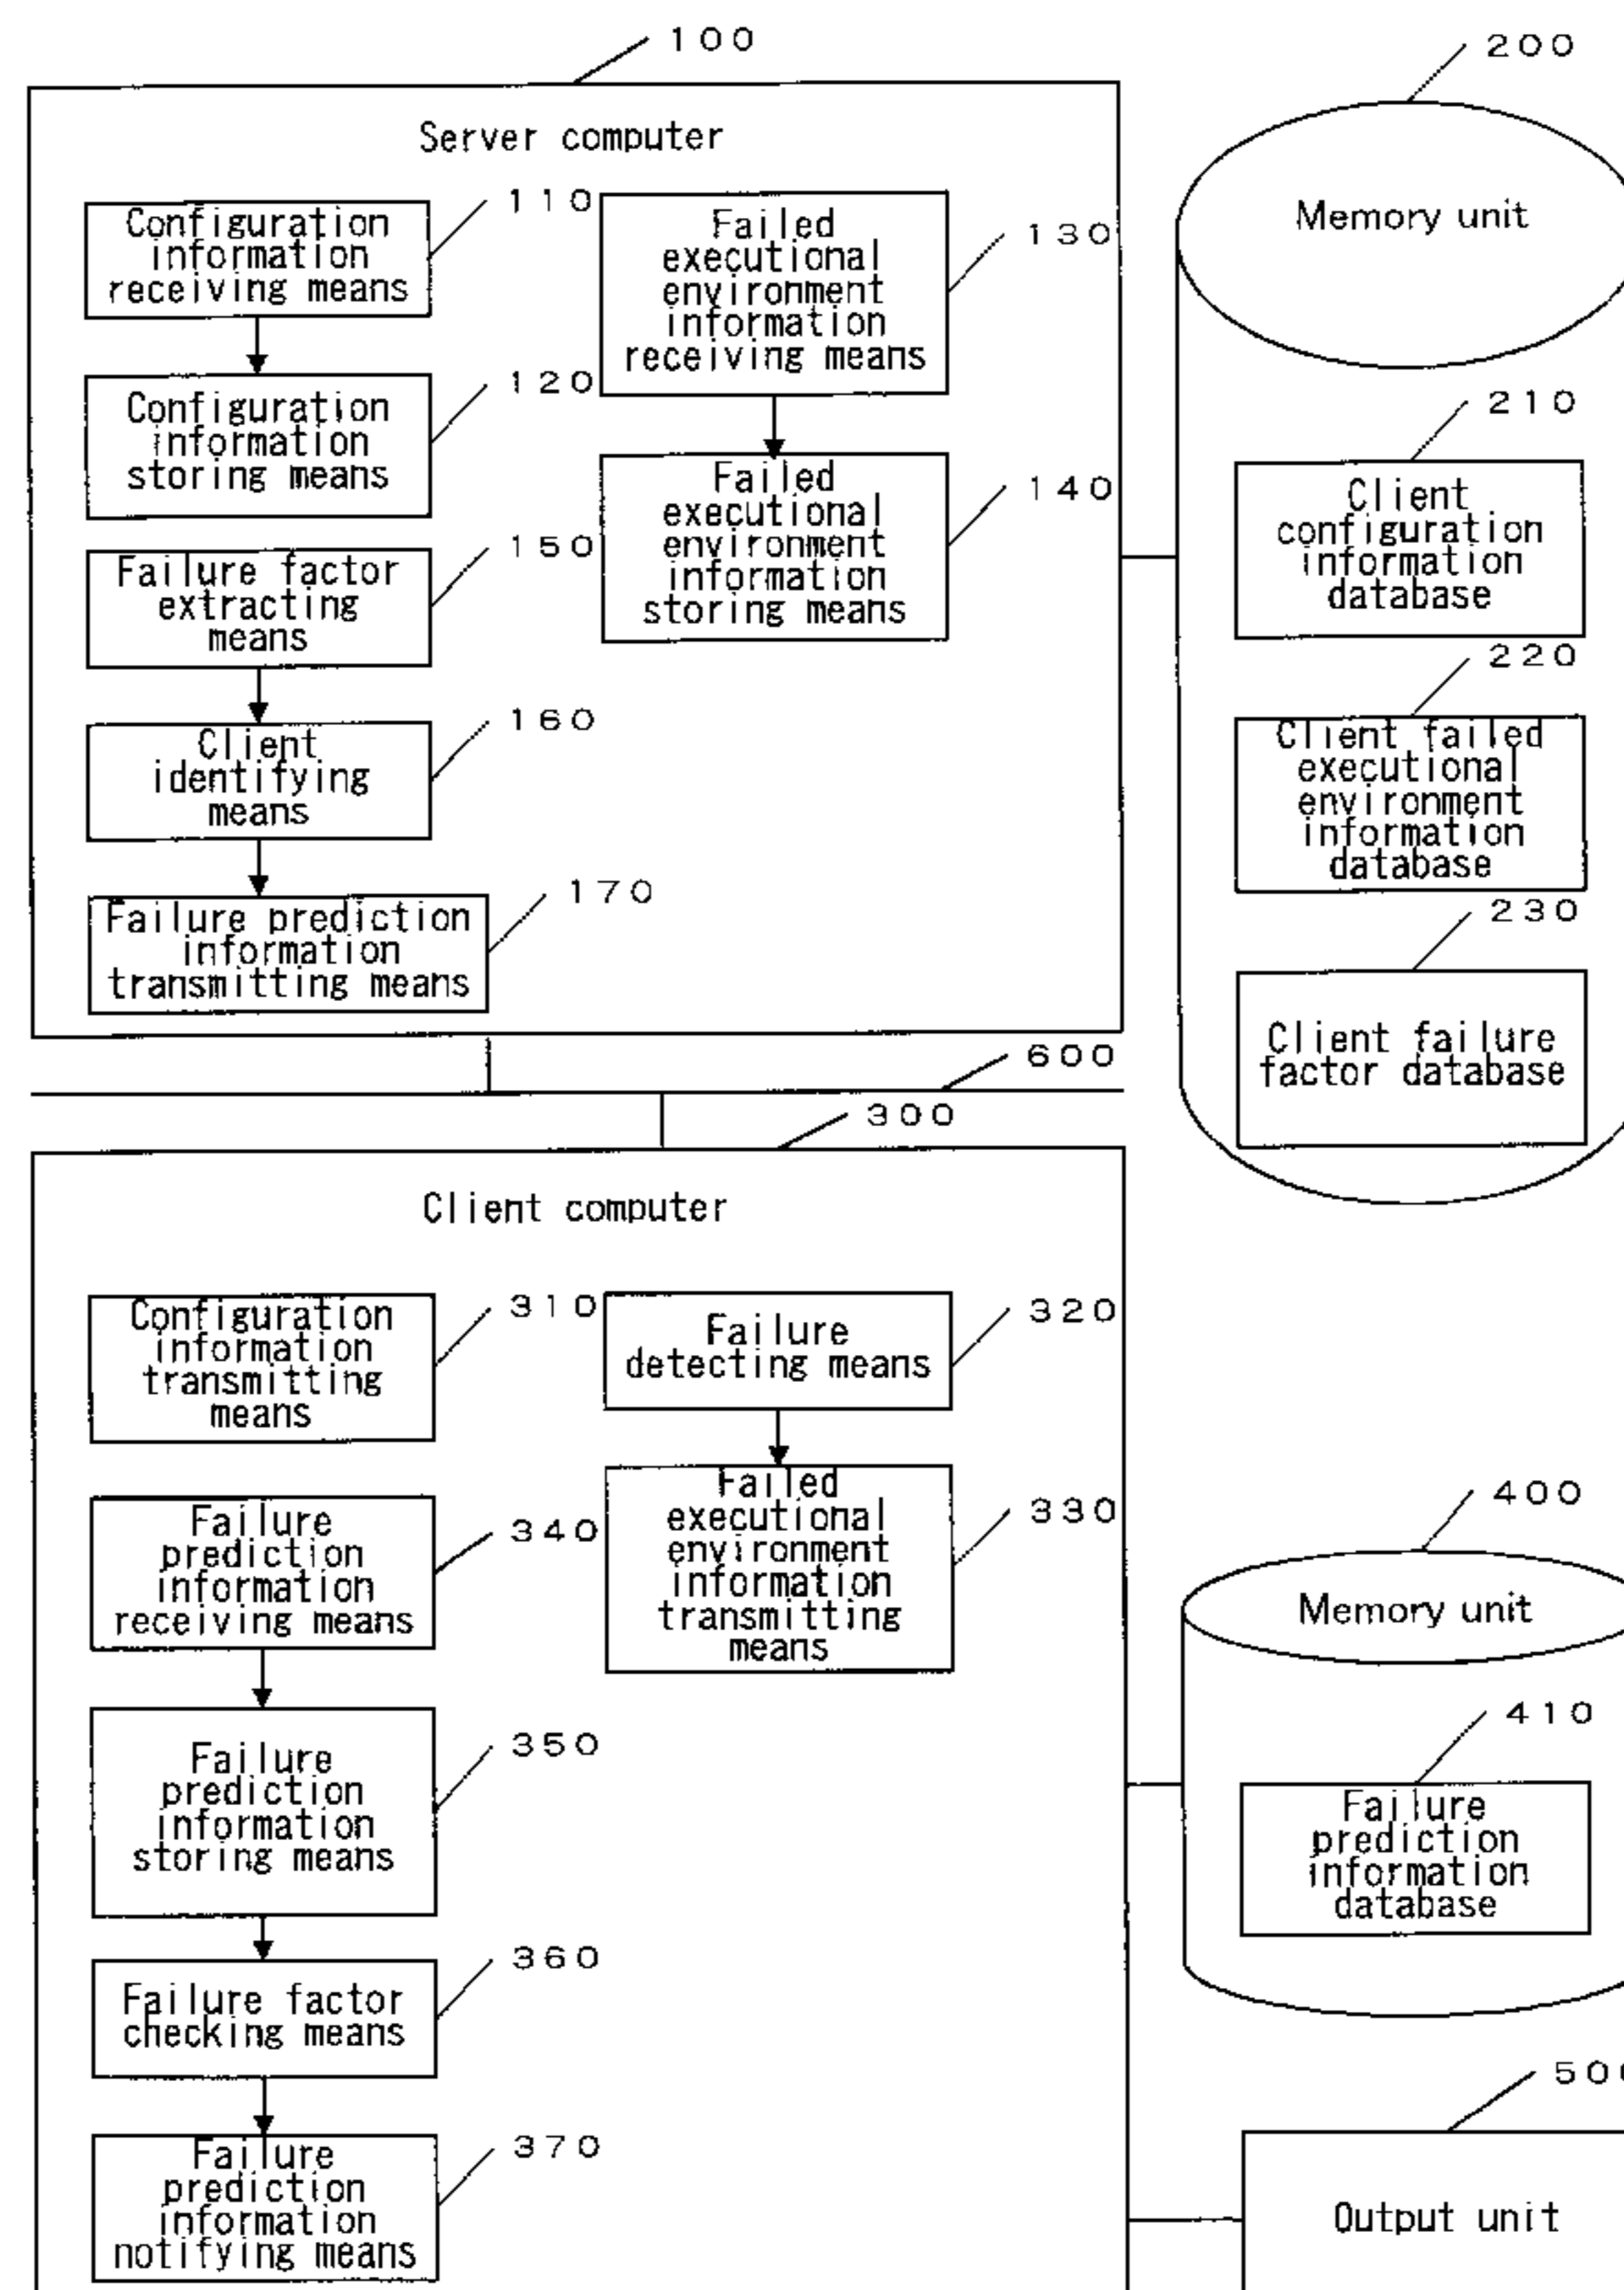 100
Server computer
Configuration
information
receiving means
110
Configuration
information
storing means
120
Failed
executional
environment
information
receiving means
130
Failed
executional
environment
information
storing means
140
Failure factor
extracting
means
150
Client
identifying
means
160
Failure prediction
information
transmitting means
170
200
Memory unit
210
Client
configuration
information
database
220
Client failed
executional
environment
information
database
230
Client failure
factor database
600
300
Client computer
Configuration
information
transmitting
means
310
Failure
detecting means
320
Failed
executional
environment
information
transmitting
means
330
Failure
prediction
information
receiving means
340
Failure
prediction
information
storing means
350
Failure factor
checking means
360
Failure
prediction
information
notifying means
370
400
Memory unit
410
Failure
prediction
information
database
500
Output unit